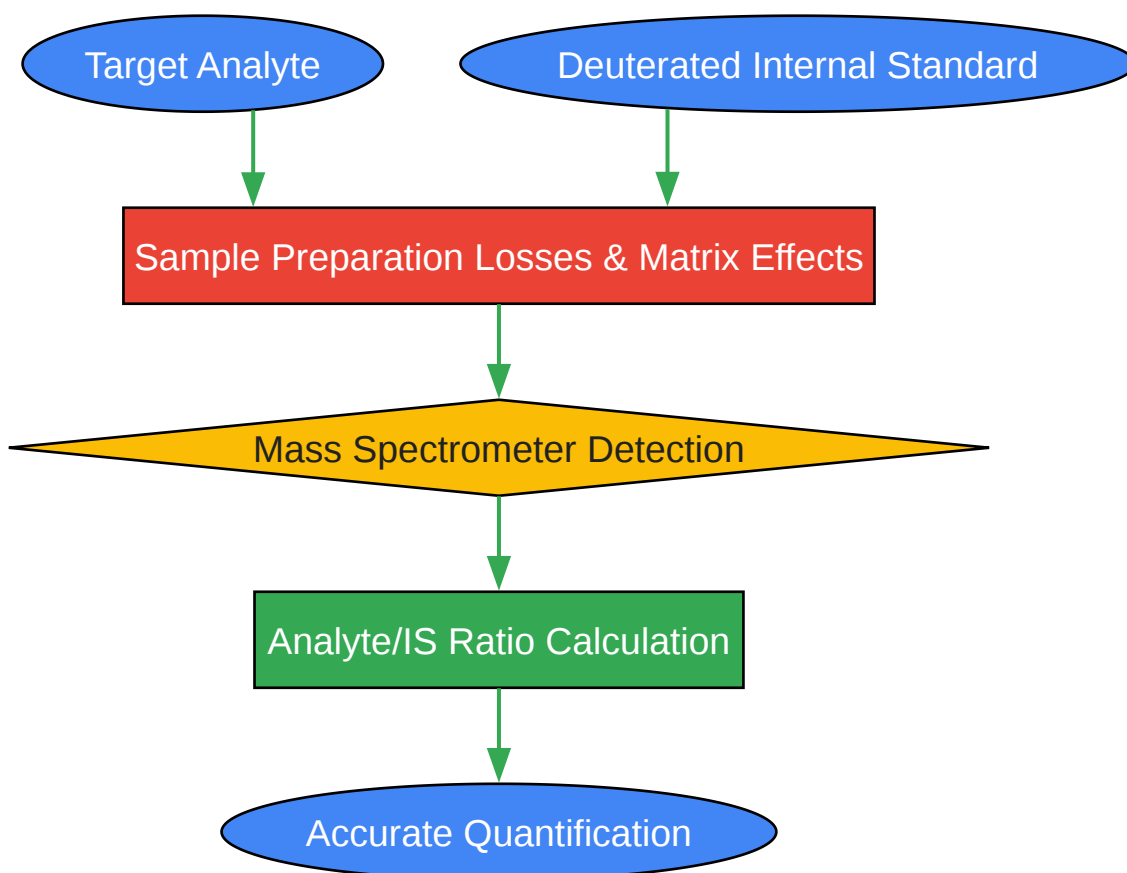 Target Analyte
Deuterated Internal Standard
Sample Preparation Losses & Matrix Effects
Mass Spectrometer Detection
Analyte/IS Ratio Calculation
Accurate Quantification